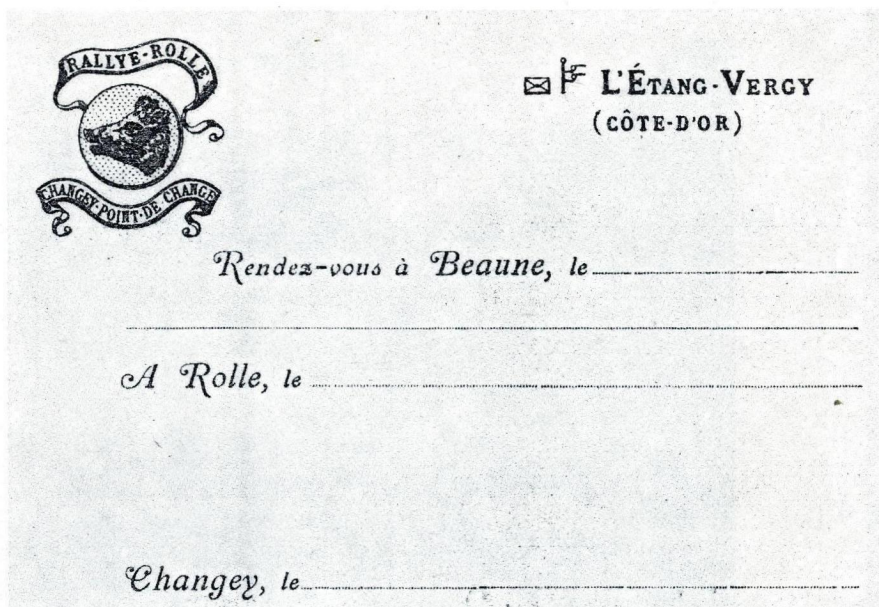 RALLYE-ROLLE
CHANGEY-POINT-DE CHANGE
L'ÉTANG-VERGY
(CÔTE-D'OR)
Rendez-vous à Beaune, le
A Rolle, le
Changey, le